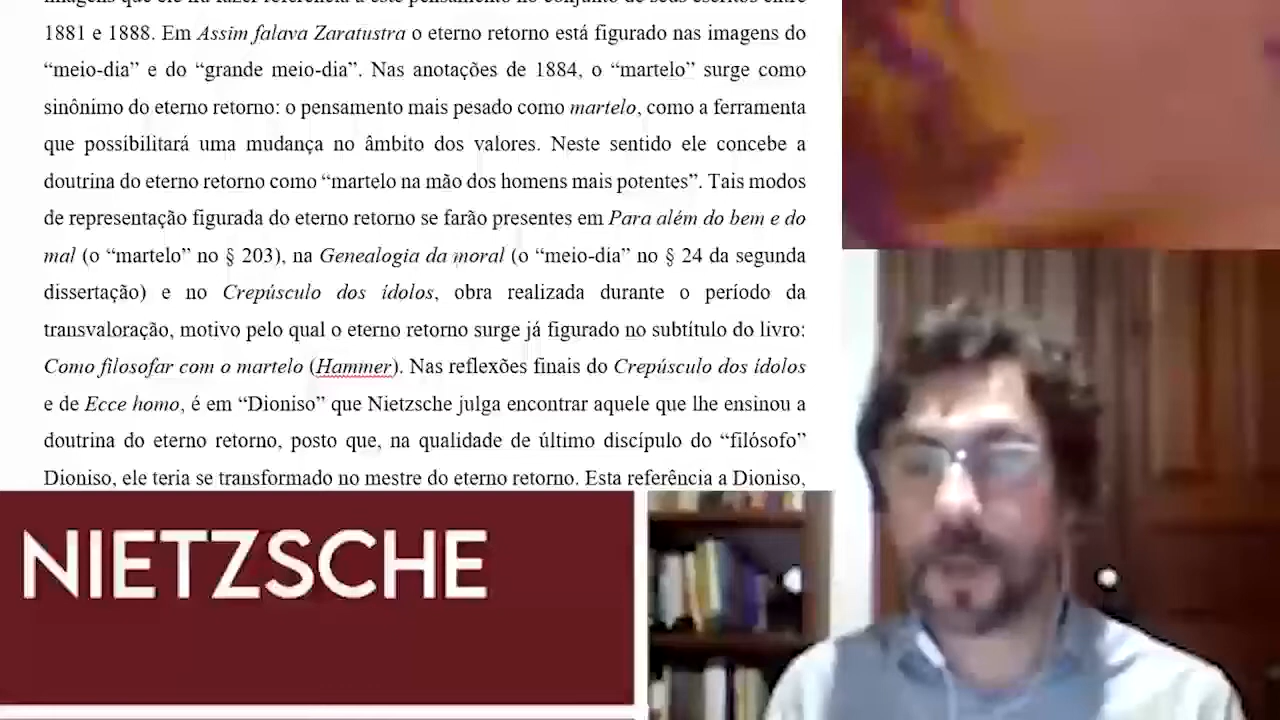 1881 e 1888. Em Assim falava Zaratustra o eterno retorno está figurado nas imagens do
“meio-dia” e do “grande meio-dia”. Nas anotações de 1884, o “martelo” surge como
sinônimo do eterno retorno: o pensamento mais pesado como martelo, como a ferramenta
que possibilitará uma mudança no âmbito dos valores. Neste sentido ele concebe a
doutrina do eterno retorno como “martelo na mão dos homens mais potentes”. Tais modos
de representação figurada do eterno retorno se farão presentes em Para além do bem e do
mal (o “martelo” no § 203), na Genealogia da moral (o “meio-dia” no § 24 da segunda
dissertação) e no Crepúsculo dos ídolos, obra realizada durante o período da
transvaloração, motivo pelo qual o eterno retorno surge já figurado no subtítulo do livro:
Como filosofar com o martelo (Hammer). Nas reflexões finais do Crepúsculo dos ídolos
e de Ecce homo, é em “Dioniso” que Nietzsche julga encontrar aquele que lhe ensinou a
doutrina do eterno retorno, posto que, na qualidade de último discípulo do “filósofo”
Dioniso, ele teria se transformado no mestre do eterno retorno. Esta referência a Dioniso,
NIETZSCHE